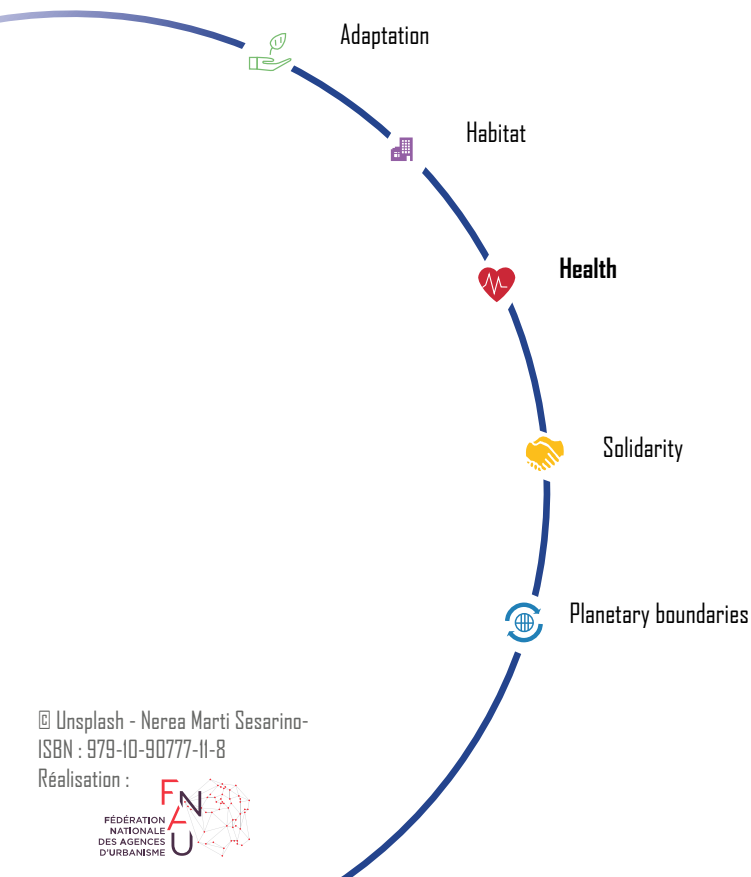 Adaptation
Habitat
Health
Solidarity
Planetary boundaries
© Unsplash - Nerea Marti Sesarino-
ISBN : 979-10-90777-11-8
Réalisation :
FNAU
FÉDÉRATION
NATIONALE
DES AGENCES
D'URBANISME